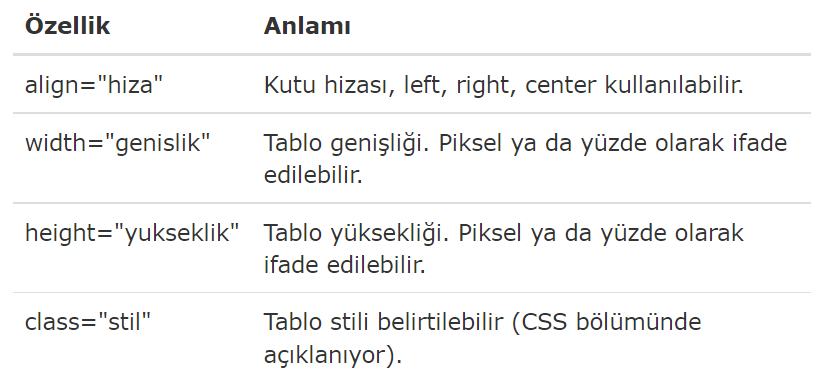 Özellik Anlamı
align="hiza" Kutu hizası, left, right, center kullanılabilir.
width="genislik" Tablo genişliği. Piksel ya da yüzde olarak ifade
edilebilir.
height="yukseklik" Tablo yüksekliği. Piksel ya da yüzde olarak
ifade edilebilir.
class="stil" Tablo stili belirtilebilir (CSS bölümünde
açıklanıyor).